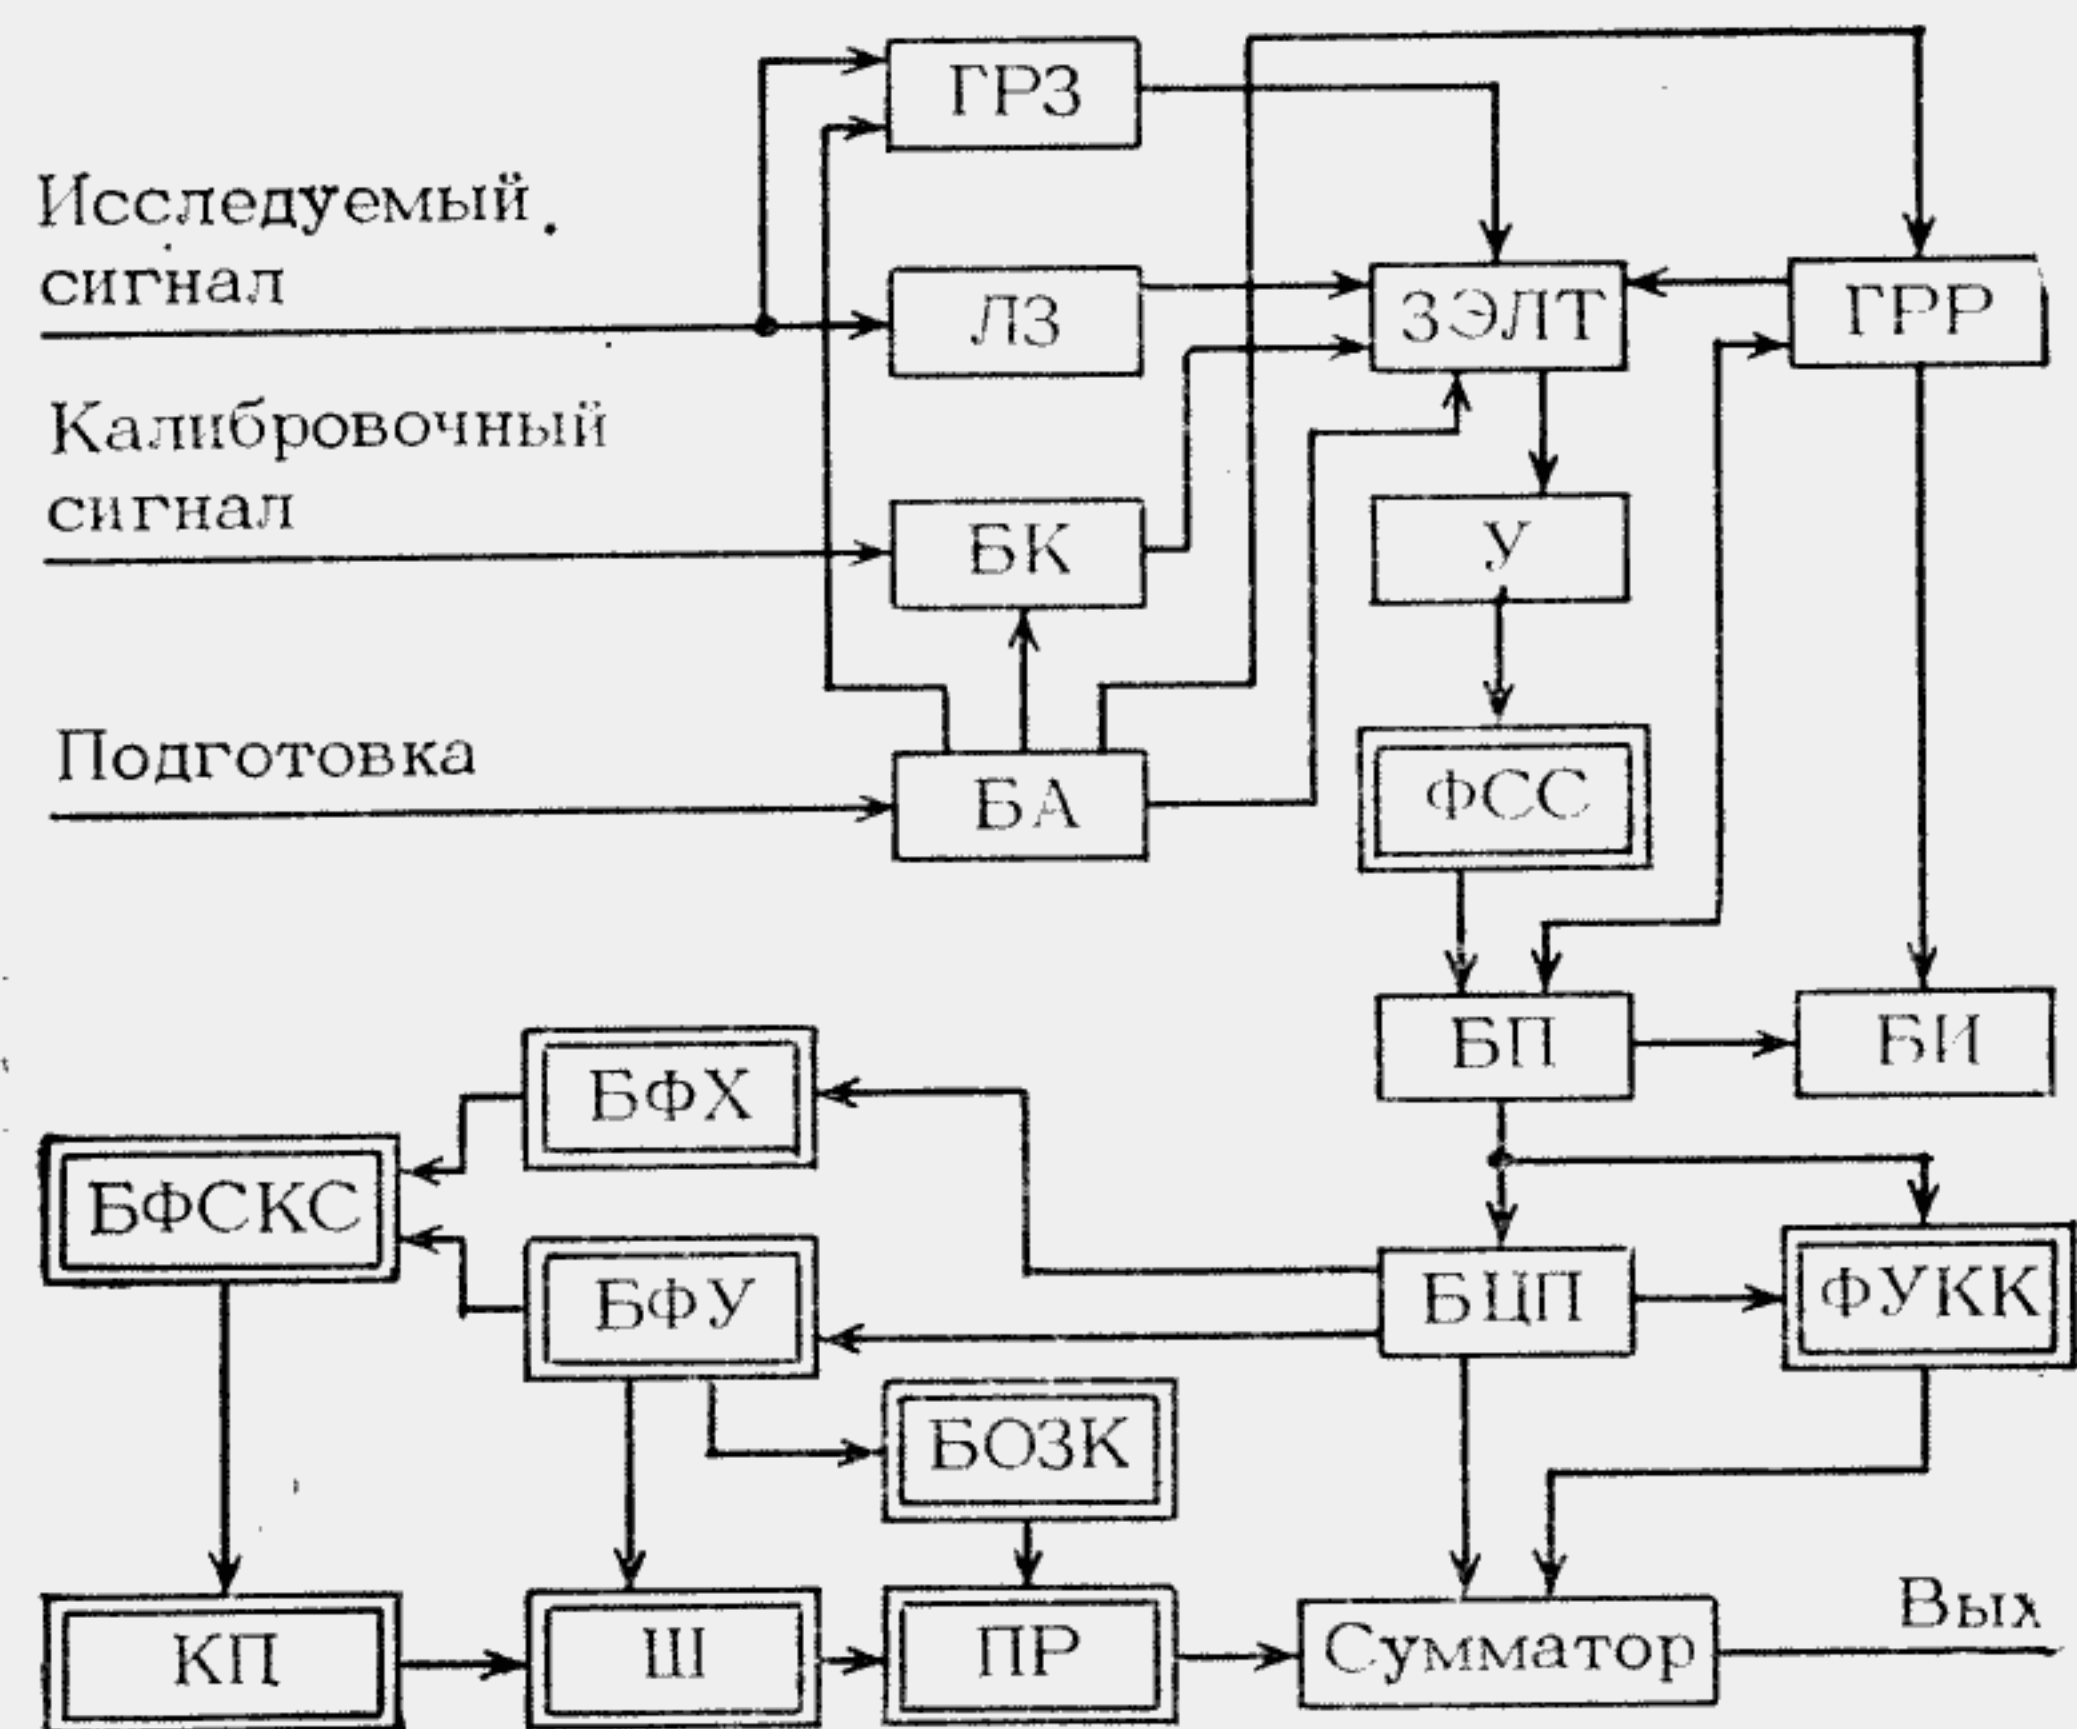 ГРЗ
Исследуемый
сигнал
ЛЗ
ЗЭЛТ
ГРР
Калибровочный
сигнал
БК
У
Подготовка
БА
ФСС
БП
БИ
БФХ
БФСКС
БФУ
БЦП
ФУКК
БОЗК
Вых
КП
Ш
ПР
Сумматор